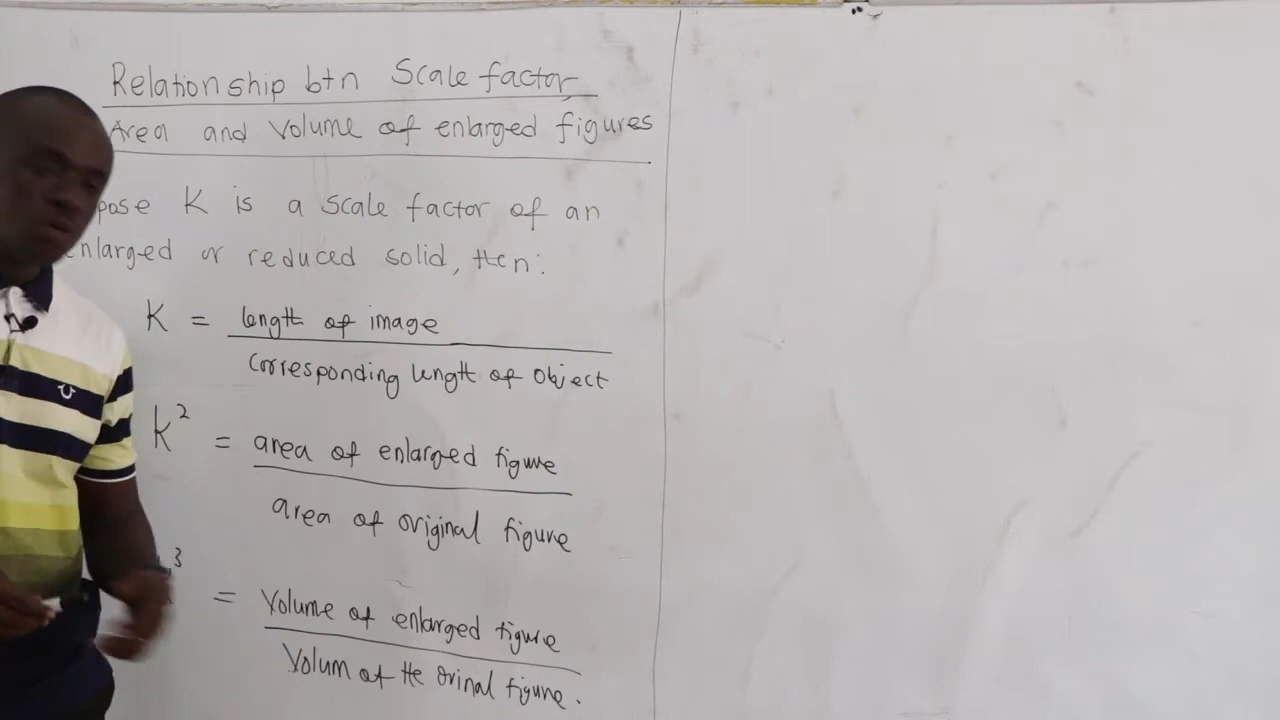 Relationship btn Scale factor
Area and Volume of enlarged figures
pose K is a scale factor of an
enlarged or reduced solid, then:
K = length of image
corresponding length of object
K² = area of enlarged figure
area of original figure
³ = Volume of enlarged figure
Volum of the orinal figure.